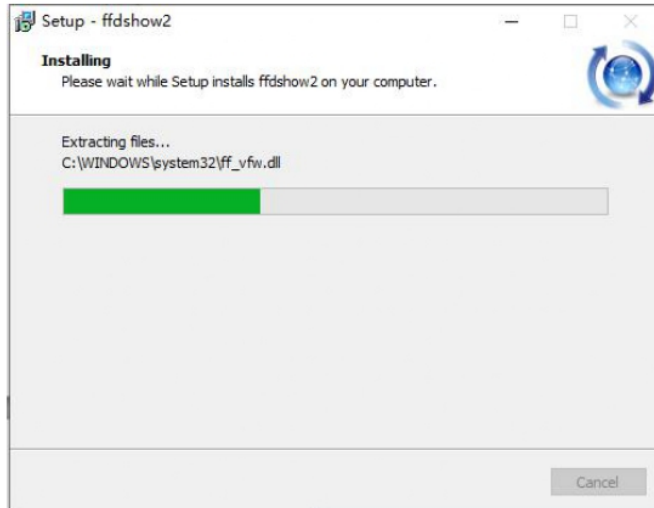 Setup - ffdshow2
Installing
Please wait while Setup installs ffdshow2 on your computer.
Extracting files...
C:\WINDOWS\system32\ff_vfw.dll
Cancel